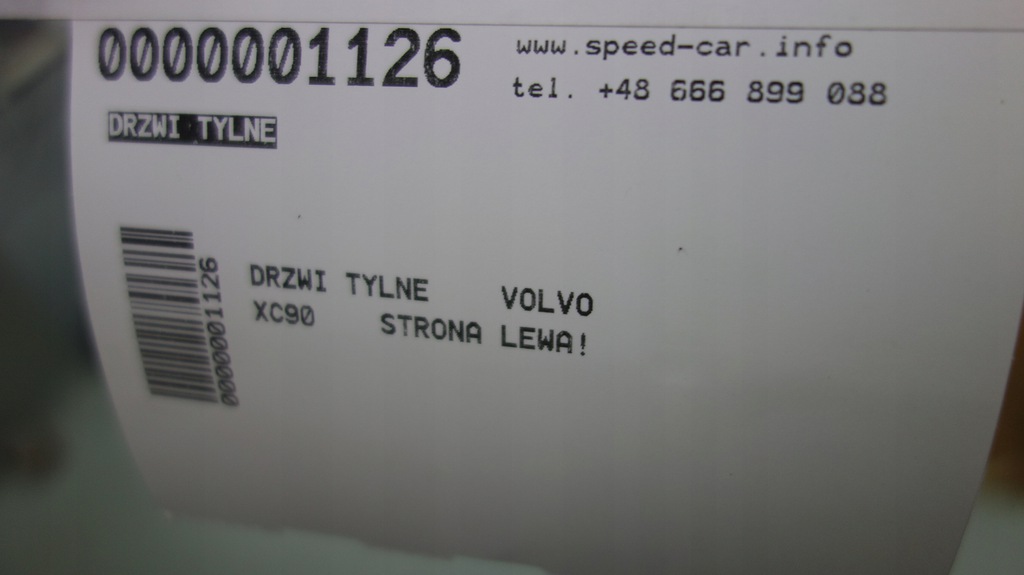 0000001126
www.speed-car.info
tel. +48 666 899 088
DRZWI TYLNE
0000001126
DRZWI TYLNE VOLVO
XC90 STRONA LEWA!